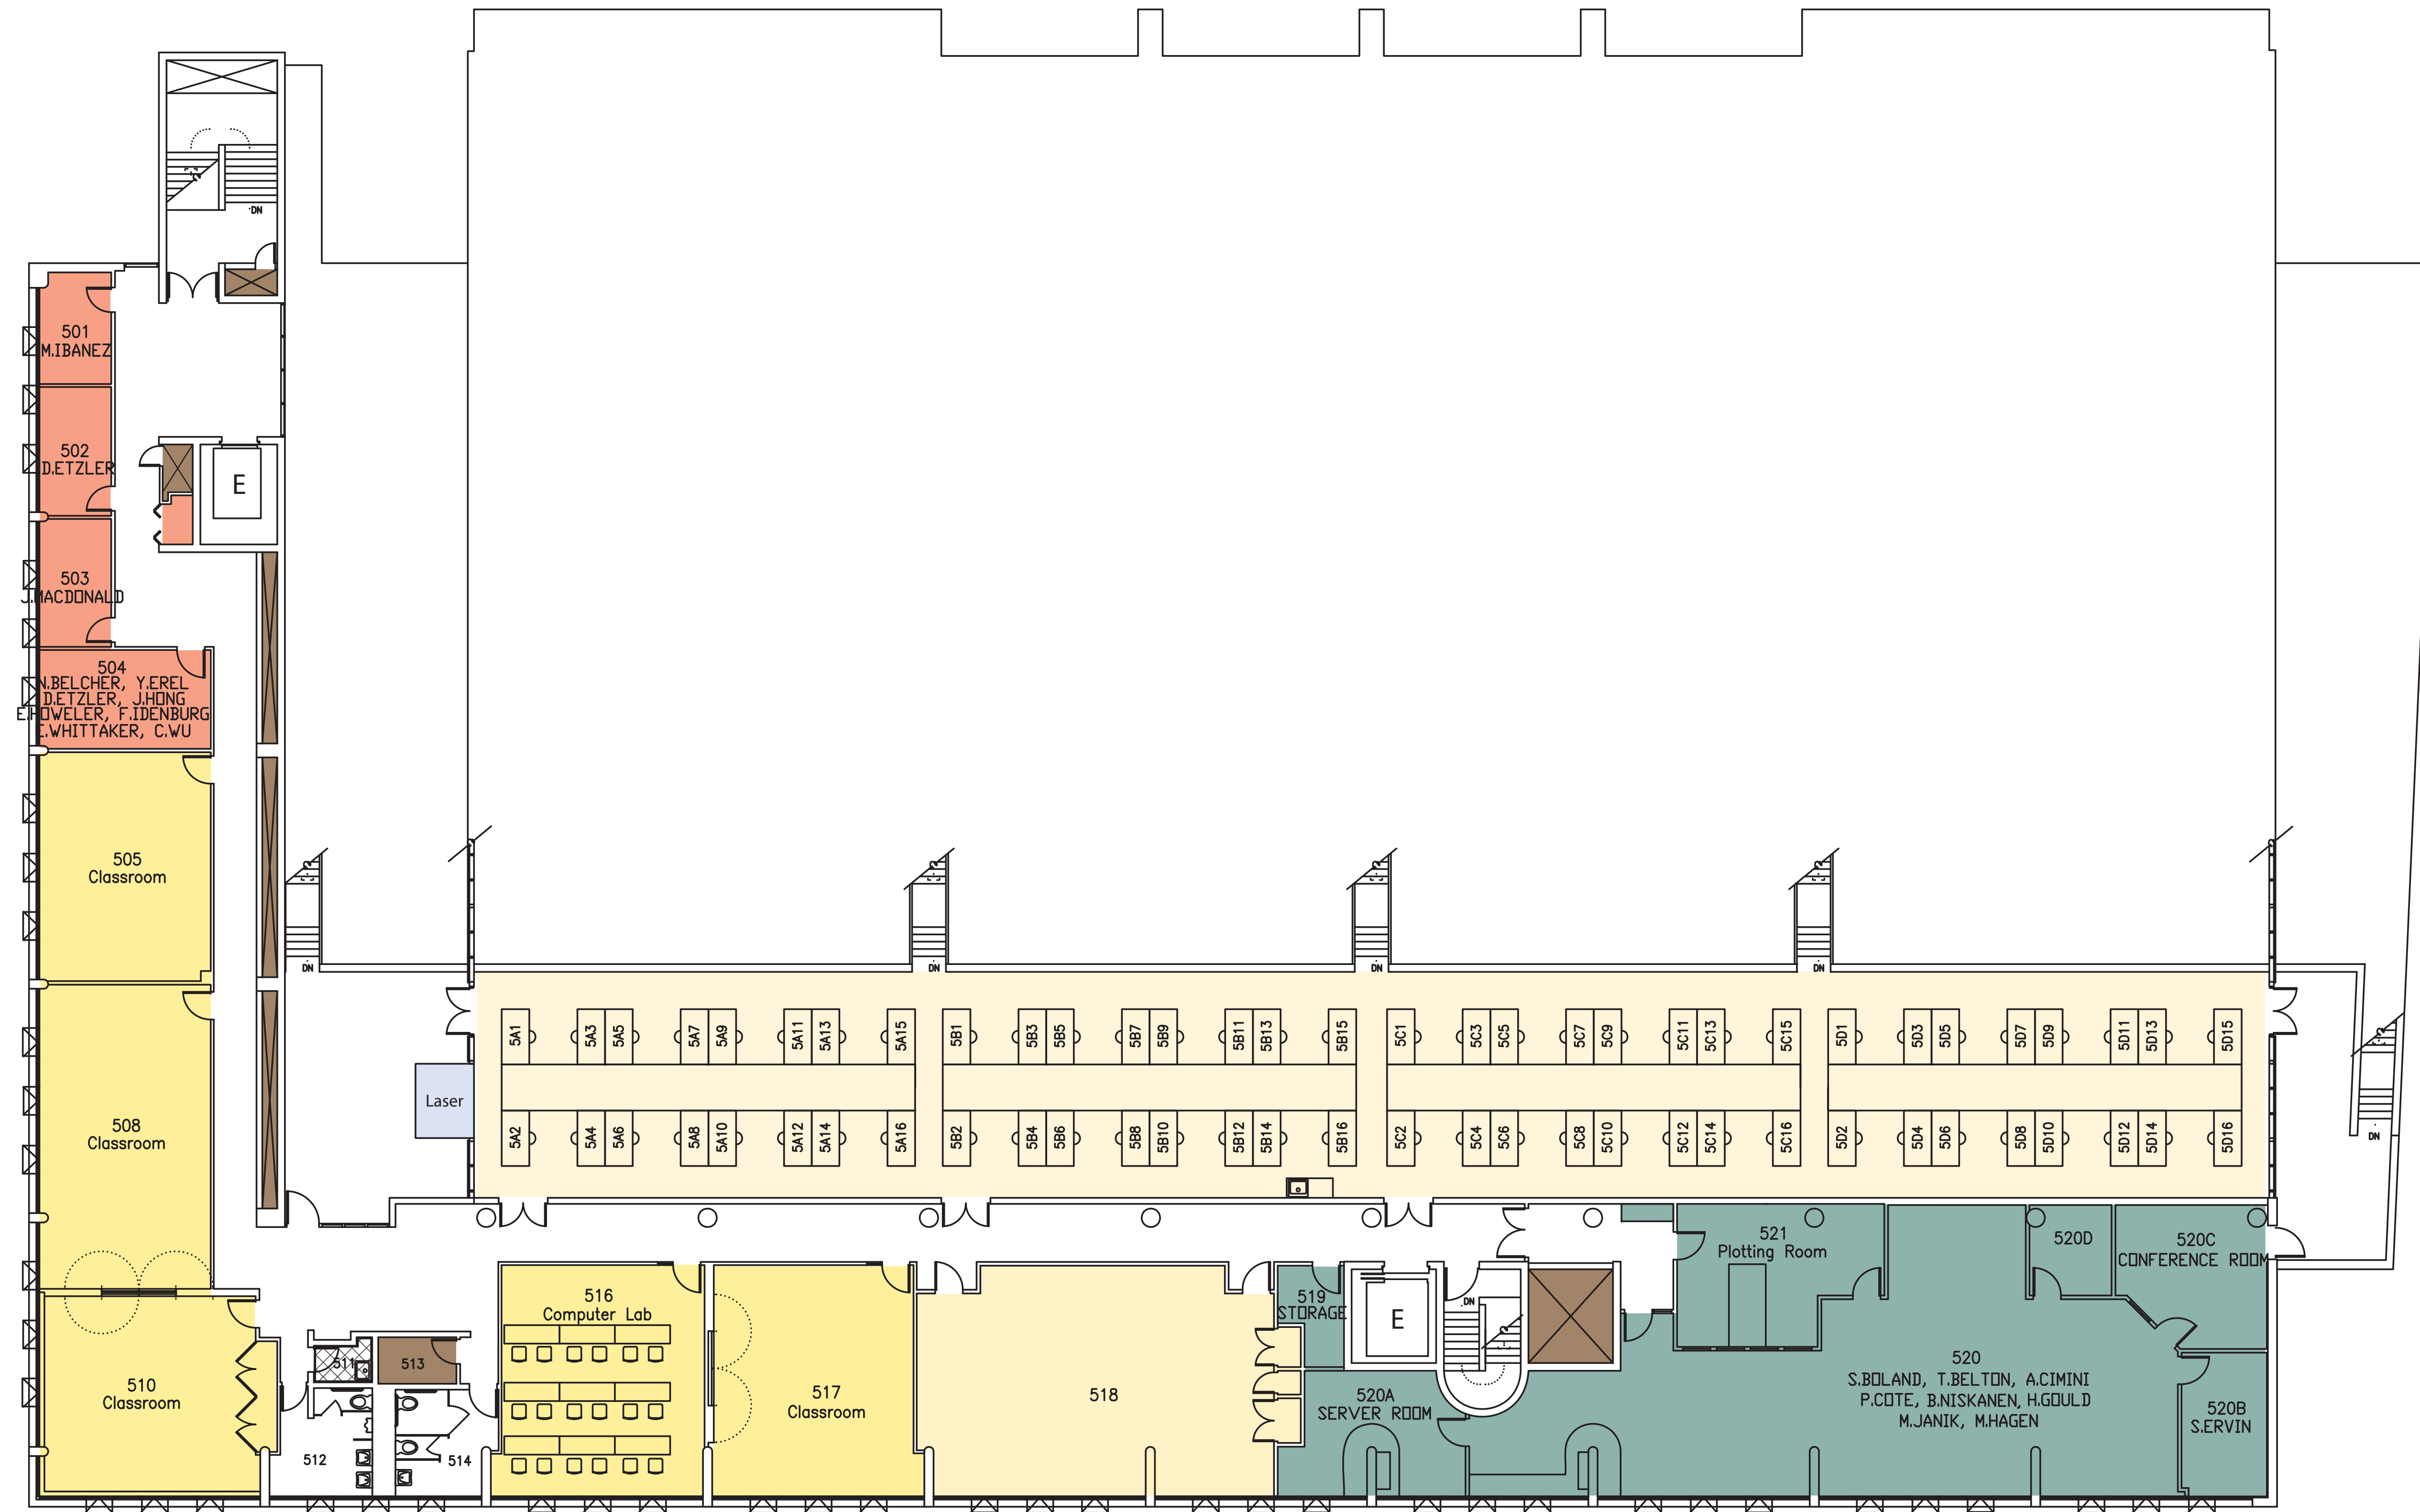 DN
501
M.IBANEZ
502
D.ETZLER
E
503
J.MACDONALD
504
N.BELCHER, Y.EREL
D.ETZLER, J.HONG
E.HOWELER, F.IDENBURG
E.WHITTAKER, C.WU
505
Classroom
DN
DN
DN
DN
5A1
5A3
5A5
5A7
5A9
5A11
5A13
5A15
5B1
5B3
5B5
5B7
5B9
5B11
5B13
5B15
5C1
5C3
5C5
5C7
5C9
5C11
5C13
5C15
5D1
5D3
5D5
5D7
5D9
5D11
5D13
5D15
Laser
508
Classroom
5A2
5A4
5A6
5A8
5A10
5A12
5A14
5A16
5B2
5B4
5B6
5B8
5B10
5B12
5B14
5B16
5C2
5C4
5C6
5C8
5C10
5C12
5C14
5C16
5D2
5D4
5D6
5D8
5D10
5D12
5D14
5D16
DN
521
Plotting Room
520D
520C
CONFERENCE ROOM
516
Computer Lab
519
STORAGE
E
DN
511
513
510
Classroom
517
Classroom
518
520A
SERVER ROOM
520
S.BOLAND, T.BELTON, A.CIMINI
P.COTE, B.NISKANEN, H.GOULD
M.JANIK, M.HAGEN
520B
S.ERVIN
512
514